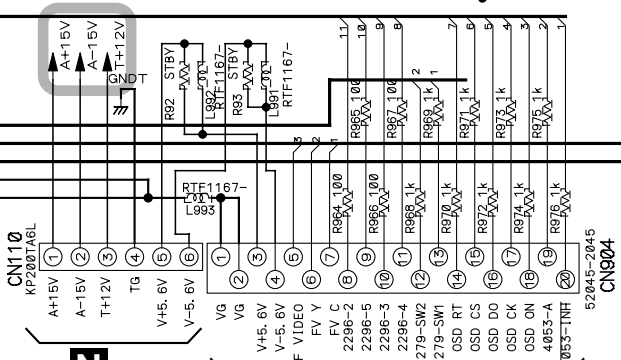 A+15V
A-15V
T+12V
GNDT
STBY
R92
L992
RTF1167-
STBY
R93
L991
RTF1167-
11
10
9
8
7
6
5
4
3
2
1
2
1
R965 100
R967 100
R969 1k
R971 1k
R973 1k
R975 1k
3
2
1
RTF1167-
L993
R964 100
R966 100
R968 1k
R970 1k
R972 1k
R974 1k
R976 1k
CN110
KP200TA6L
1
2
3
4
5
6
A+15V
A-15V
T+12V
TG
V+5.6V
V-5.6V
1
2
3
4
5
6
7
8
9
10
11
12
13
14
15
16
17
18
19
20
VG
VG
V+5.6V
V-5.6V
F VIDEO
FV Y
FV C
2296-2
2296-5
2296-3
2296-4
279-SW2
279-SW1
OSD RT
OSD CS
OSD DO
OSD CK
OSD ON
4053-A
053-INH
52045-2045
CN904
N